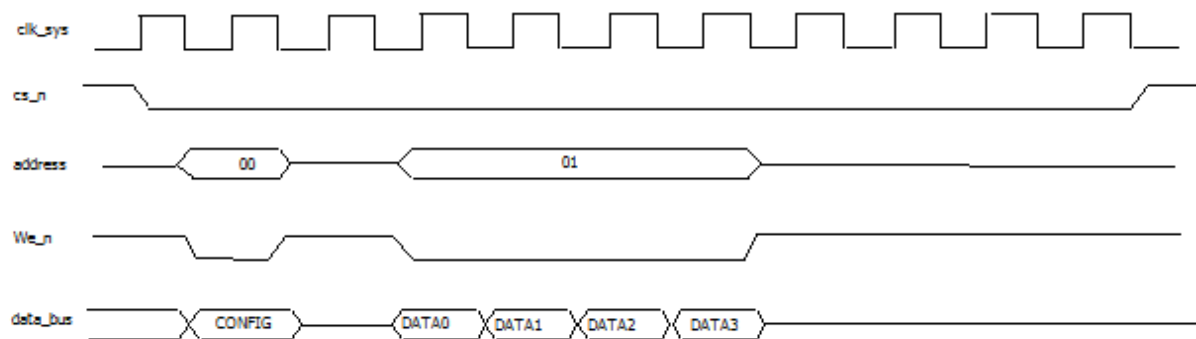 clk_sys
cs_n
address 00 01
We_n
data_bus CONFIG DATA0 DATA1 DATA2 DATA3